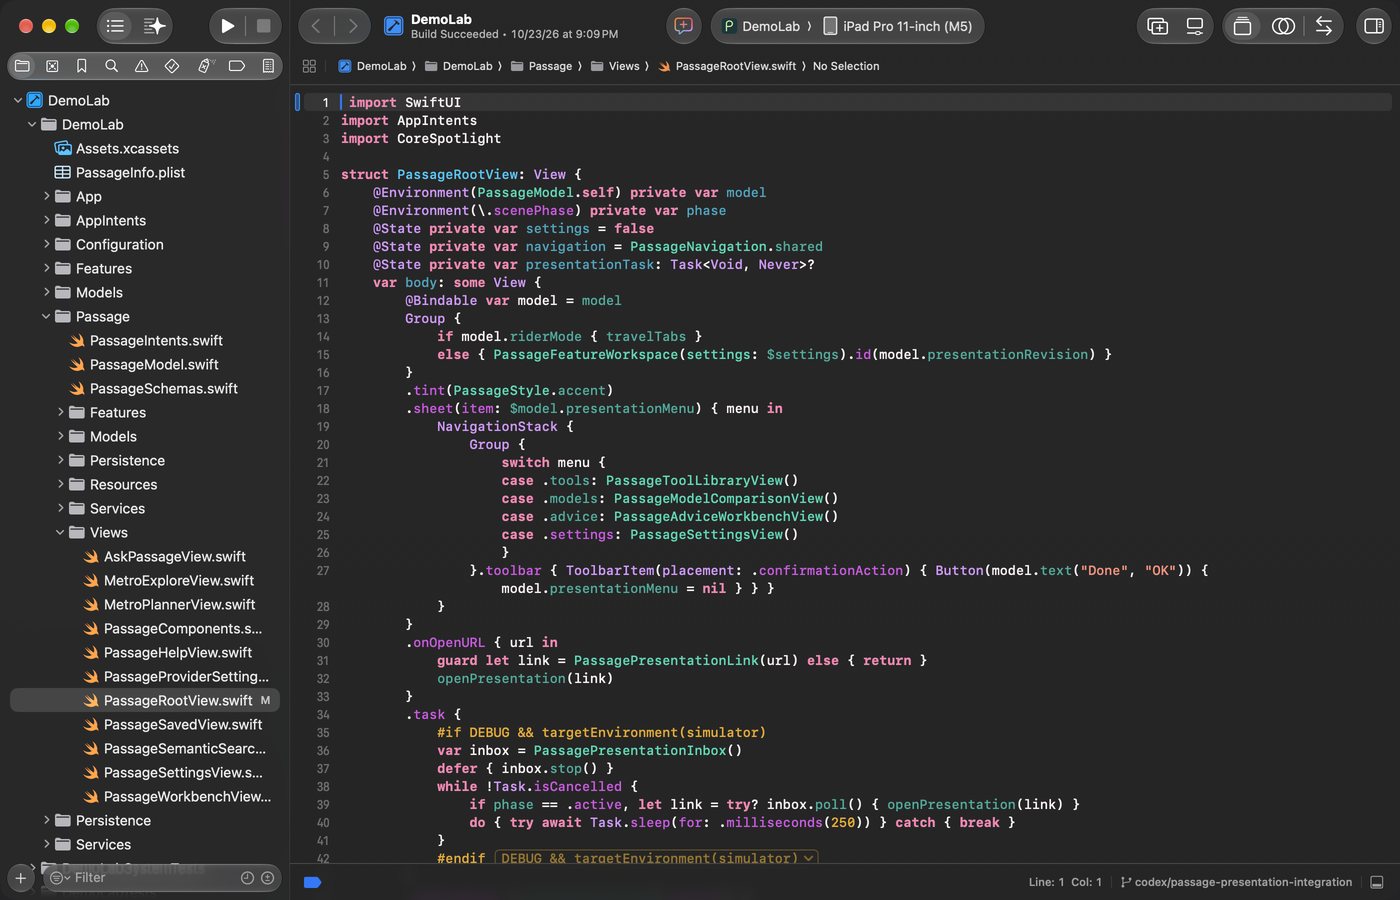 DemoLab
Build Succeeded • 10/23/26 at 9:09 PM
DemoLab
iPad Pro 11-inch (M5)
DemoLab
DemoLab
Passage
Views
PassageRootView.swift
No Selection
DemoLab
DemoLab
Assets.xcassets
PassageInfo.plist
App
AppIntents
Configuration
Features
Models
Passage
PassageIntents.swift
PassageModel.swift
PassageSchemas.swift
Features
Models
Persistence
Resources
Services
Views
AskPassageView.swift
MetroExploreView.swift
MetroPlannerView.swift
PassageComponents.s...
PassageHelpView.swift
PassageProviderSetting...
PassageRootView.swift M
PassageSavedView.swift
PassageSemanticSearc...
PassageSettingsView.s...
PassageWorkbenchView...
Persistence
Services
Filter
1 import SwiftUI
2 import AppIntents
3 import CoreSpotlight
4
5 struct PassageRootView: View {
6 @Environment(PassageModel.self) private var model
7 @Environment(\.scenePhase) private var phase
8 @State private var settings = false
9 @State private var navigation = PassageNavigation.shared
10 @State private var presentationTask: Task<Void, Never>?
11 var body: some View {
12 @Bindable var model = model
13 Group {
14 if model.riderMode { travelTabs }
15 else { PassageFeatureWorkspace(settings: $settings).id(model.presentationRevision) }
16 }
17 .tint(PassageStyle.accent)
18 .sheet(item: $model.presentationMenu) { menu in
19 NavigationStack {
20 Group {
21 switch menu {
22 case .tools: PassageToolLibraryView()
23 case .models: PassageModelComparisonView()
24 case .advice: PassageAdviceWorkbenchView()
25 case .settings: PassageSettingsView()
26 }
27 }.toolbar { ToolbarItem(placement: .confirmationAction) { Button(model.text("Done", "OK")) {
model.presentationMenu = nil } } }
28 }
29 }
30 .onOpenURL { url in
31 guard let link = PassagePresentationLink(url) else { return }
32 openPresentation(link)
33 }
34 .task {
35 #if DEBUG && targetEnvironment(simulator)
36 var inbox = PassagePresentationInbox()
37 defer { inbox.stop() }
38 while !Task.isCancelled {
39 if phase == .active, let link = try? inbox.poll() { openPresentation(link) }
40 do { try await Task.sleep(for: .milliseconds(250)) } catch { break }
41 }
42 #endif DEBUG && targetEnvironment(simulator)
Line: 1 Col: 1
codex/passage-presentation-integration